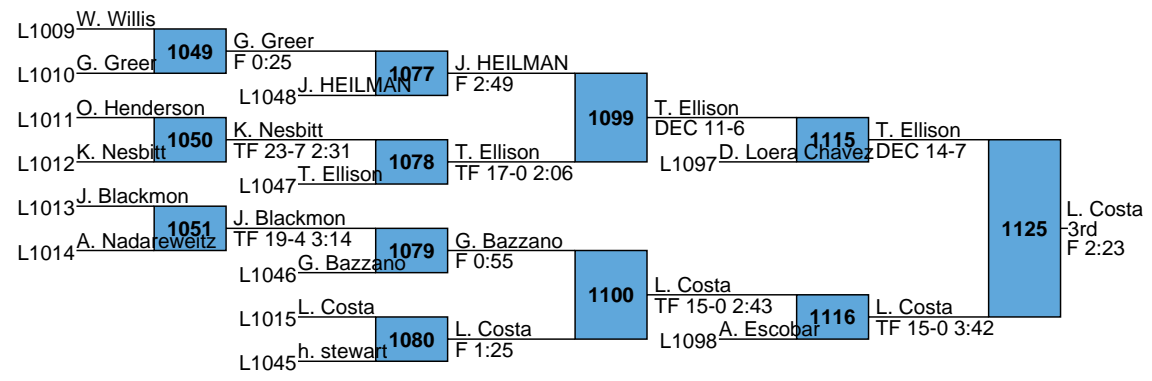 L1009 W. Willis
1049
G. Greer
F 0:25
L1010 G. Greer
1077
J. HEILMAN
F 2:49
L1048 J. HEILMAN
L1011 O. Henderson
1050
K. Nesbitt
TF 23-7 2:31
L1012 K. Nesbitt
1078
T. Ellison
TF 17-0 2:06
L1047 T. Ellison
1099
T. Ellison
DEC 11-6
1115
T. Ellison
DEC 14-7
L1097 D. Loera Chavez
L1013 J. Blackmon
1051
J. Blackmon
TF 19-4 3:14
L1014 A. Nadareweitz
1079
G. Bazzano
F 0:55
L1046 G. Bazzano
1100
L. Costa
TF 15-0 2:43
L1015 L. Costa
1080
L. Costa
F 1:25
L1045 h. stewart
1116
L. Costa
TF 15-0 3:42
L1098 A. Escobar
1125
L. Costa
3rd
F 2:23